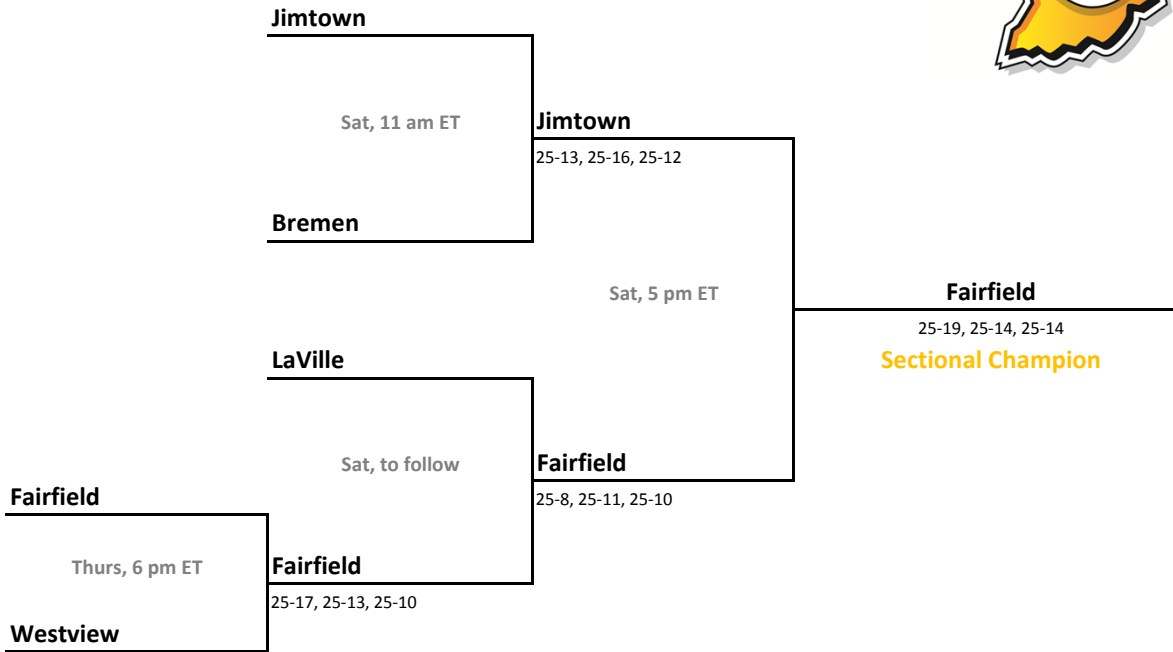 Jimtown
Sat, 11 am ET
Jimtown
25-13, 25-16, 25-12
Bremen
Sat, 5 pm ET
Fairfield
25-19, 25-14, 25-14
Sectional Champion
LaVille
Sat, to follow
Fairfield
25-8, 25-11, 25-10
Fairfield
Thurs, 6 pm ET
Fairfield
25-17, 25-13, 25-10
Westview